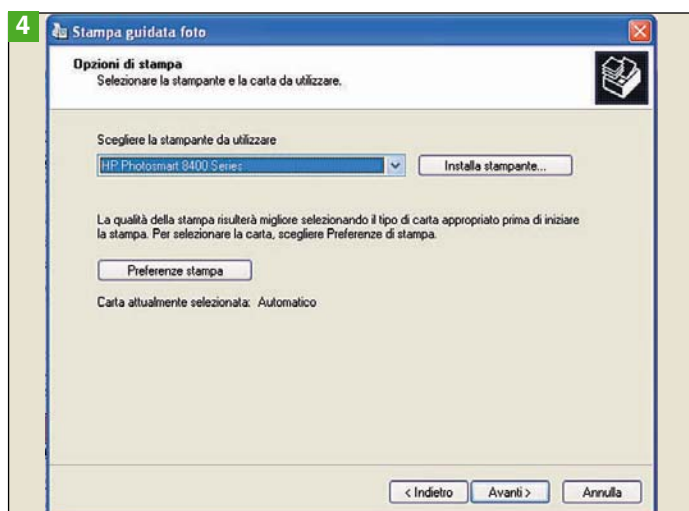 4
Stampa guidata foto
Opzioni di stampa
Selezionare la stampante e la carta da utilizzare.
Scegliere la stampante da utilizzare
HP Photosmart 8400 Series
Installa stampante...
La qualità della stampa risulterà migliore selezionando il tipo di carta appropriato prima di iniziare
la stampa. Per selezionare la carta, scegliere Preferenze di stampa.
Preferenze stampa
Carta attualmente selezionata: Automatico
< Indietro Avanti > Annulla